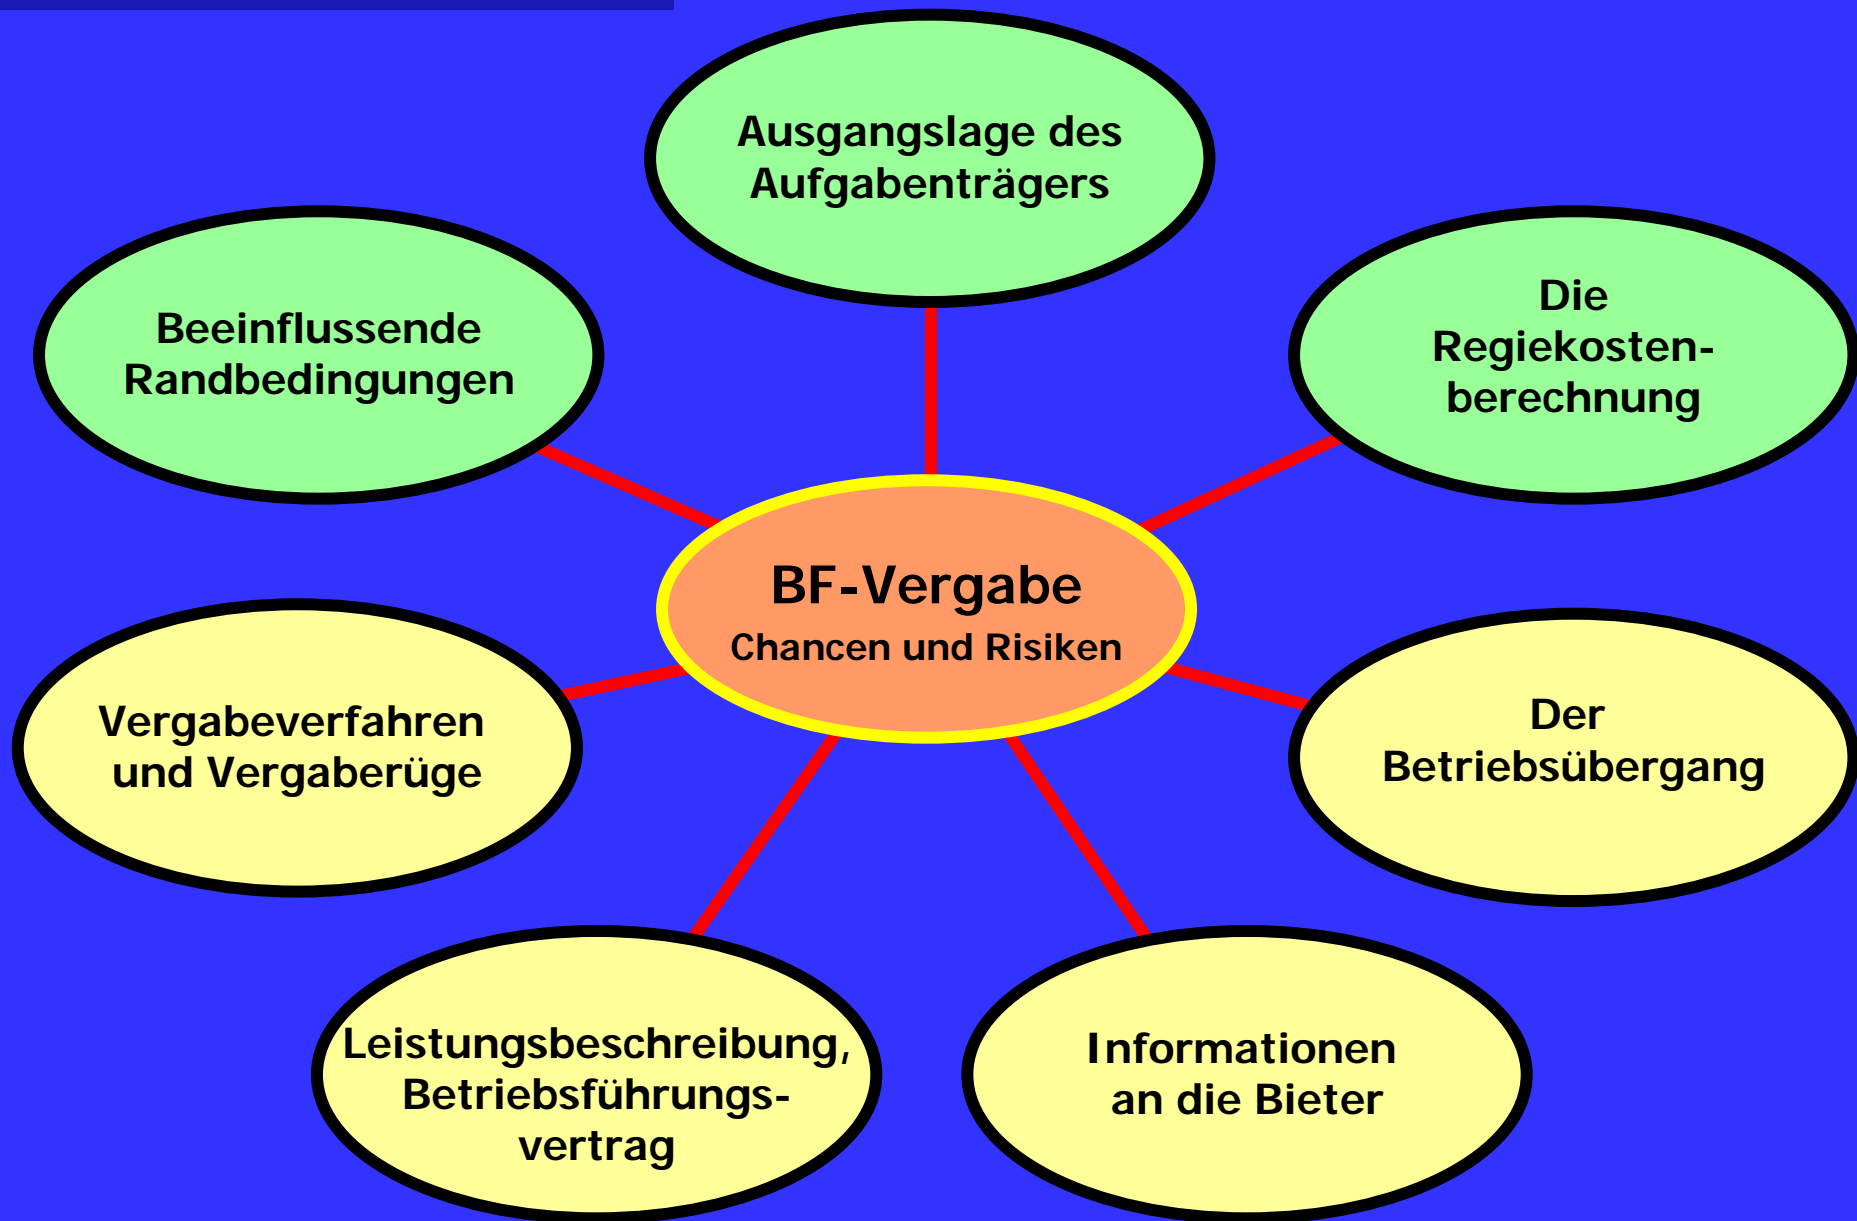 Ausgangslage des
Aufgabenträgers
Beeinflussende
Randbedingungen
Die
Regiekosten-
berechnung
BF-Vergabe
Chancen und Risiken
Vergabeverfahren
und Vergaberüge
Der
Betriebsübergang
Leistungsbeschreibung,
Betriebsführungs-
vertrag
Informationen
an die Bieter